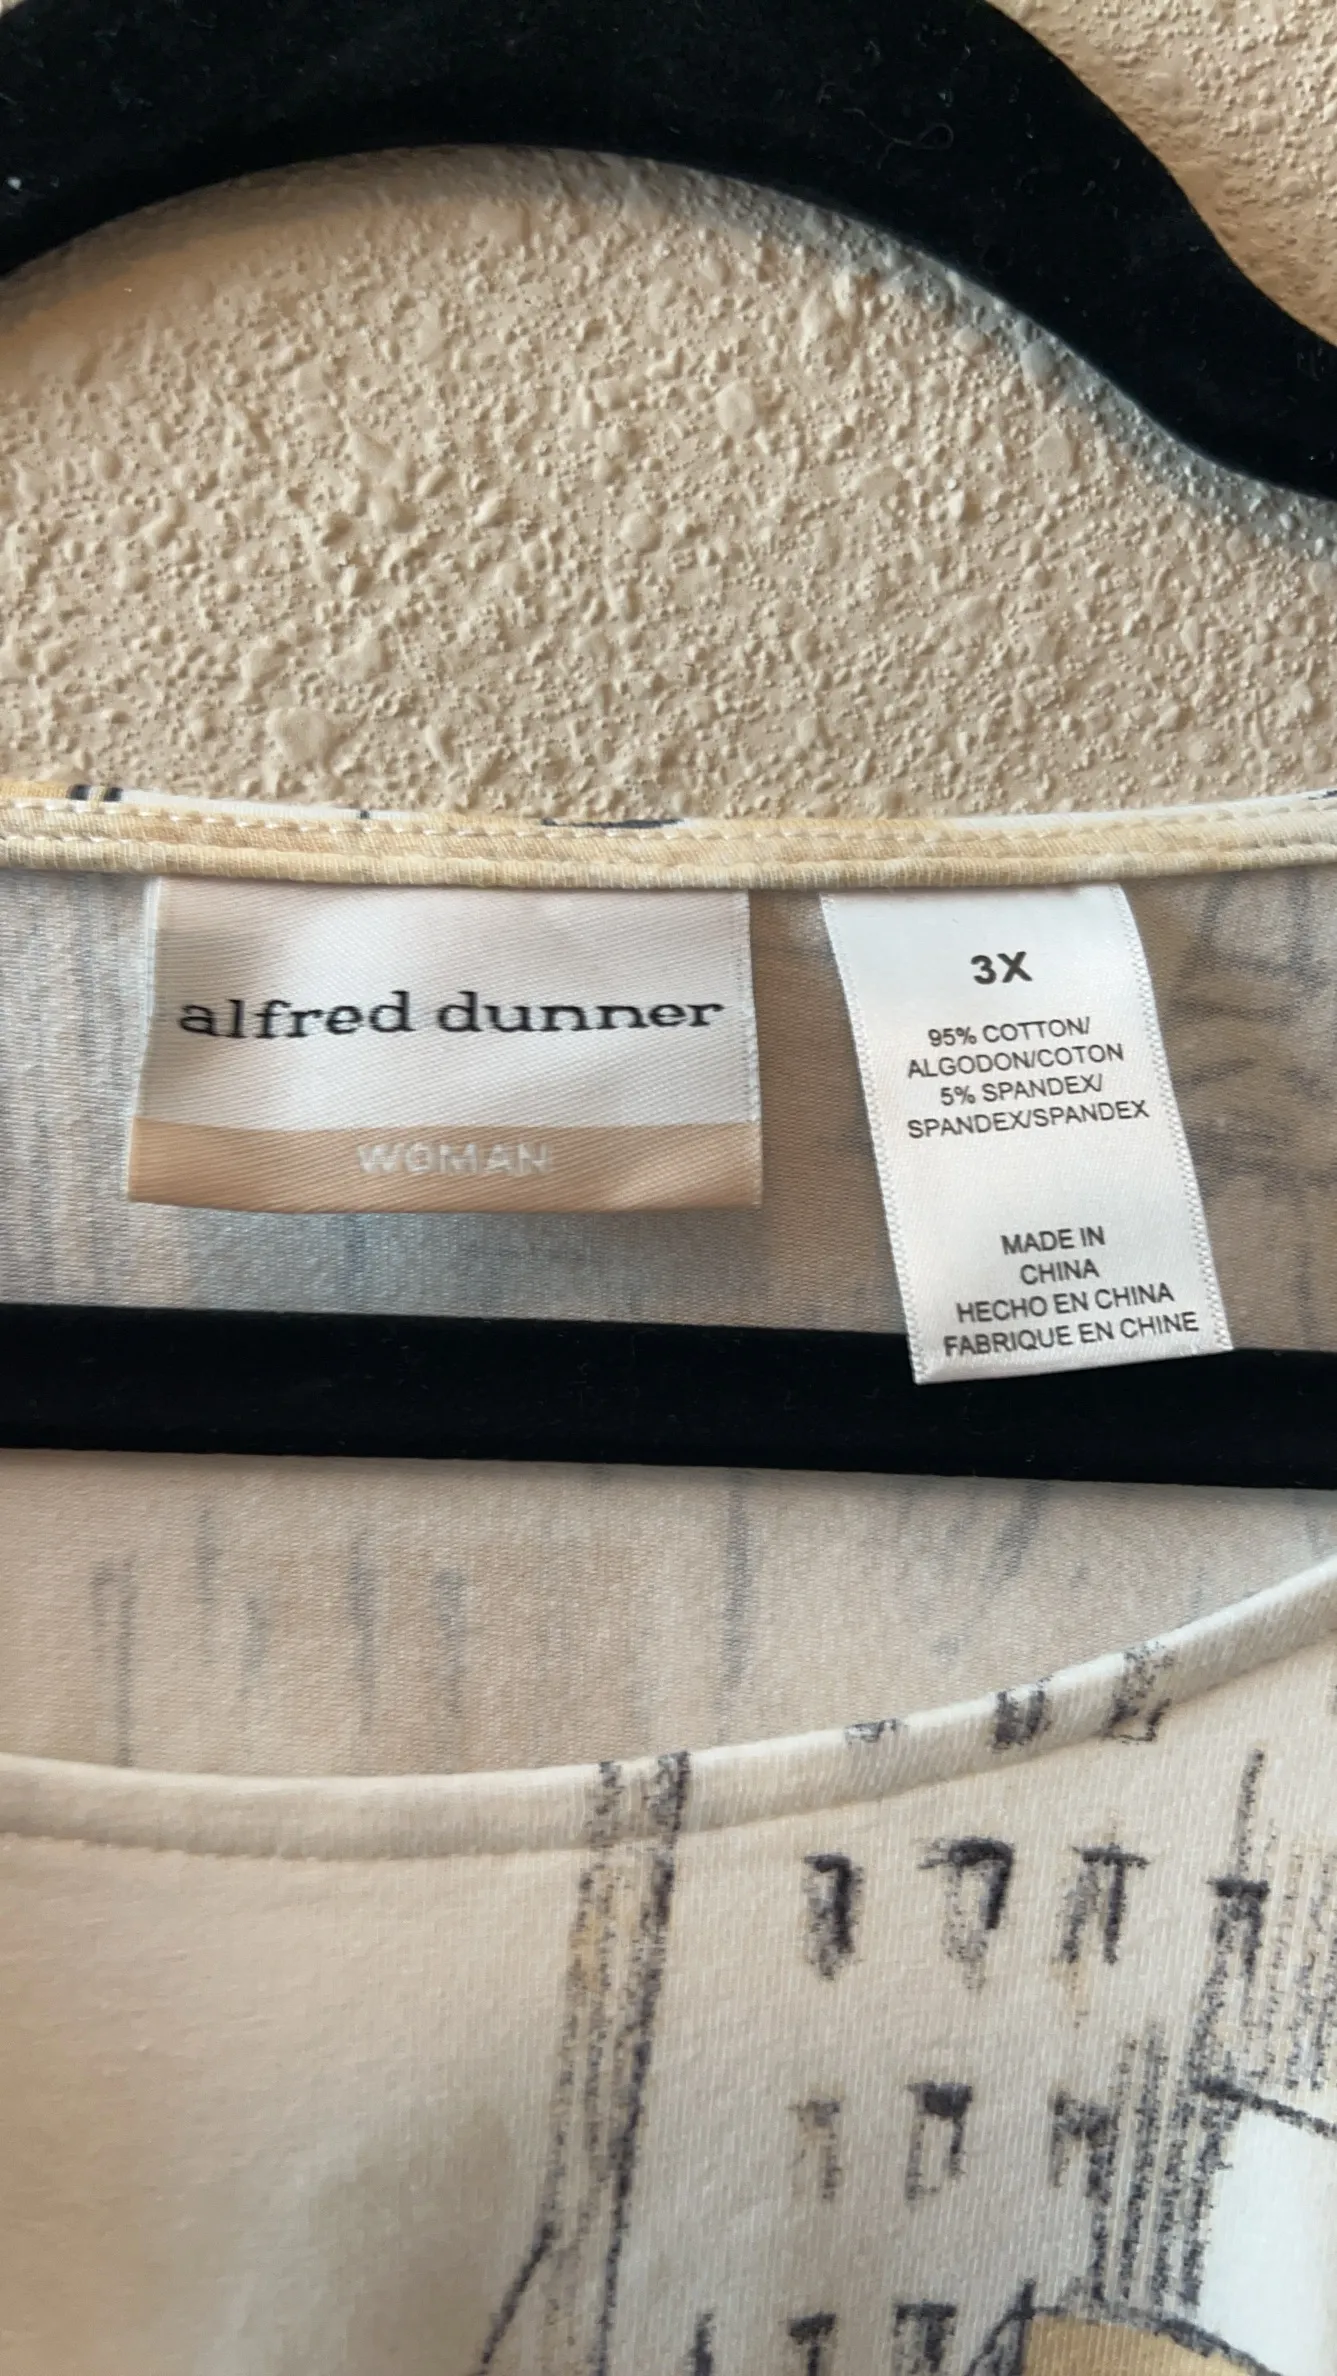 alfred dunner
WOMAN
3X
95% COTTON/
ALGODON/COTON
5% SPANDEX/
SPANDEX/SPANDEX
MADE IN
CHINA
HECHO EN CHINA
FABRIQUE EN CHINE